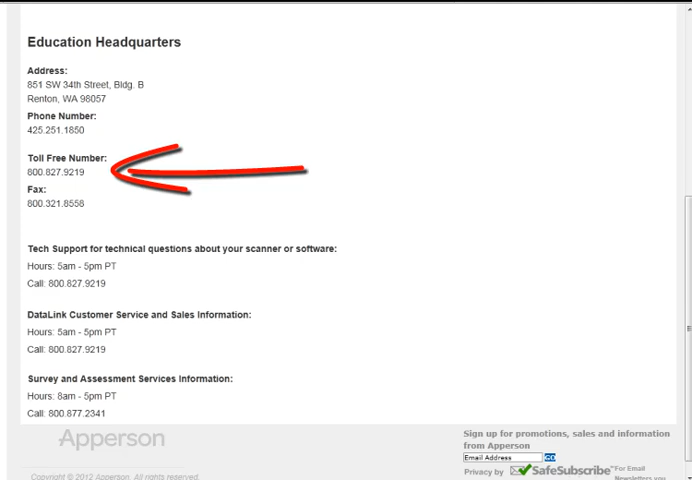 Education Headquarters
Address:
851 SW 34th Street, Bldg. B
Renton, WA 98057
Phone Number:
425.251.1850
Toll Free Number:
800.827.9219
Fax:
800.321.8558
Tech Support for technical questions about your scanner or software:
Hours: 5am - 5pm PT
Call: 800.827.9219
DataLink Customer Service and Sales Information:
Hours: 5am - 5pm PT
Call: 800.827.9219
Survey and Assessment Services Information:
Hours: 8am - 5pm PT
Call: 800.877.2341
Apperson
Copyright © 2012 Apperson. All rights reserved.
Sign up for promotions, sales and information
from Apperson
Email Address GO
Privacy by SafeSubscribe℠ For Email
Newsletters you